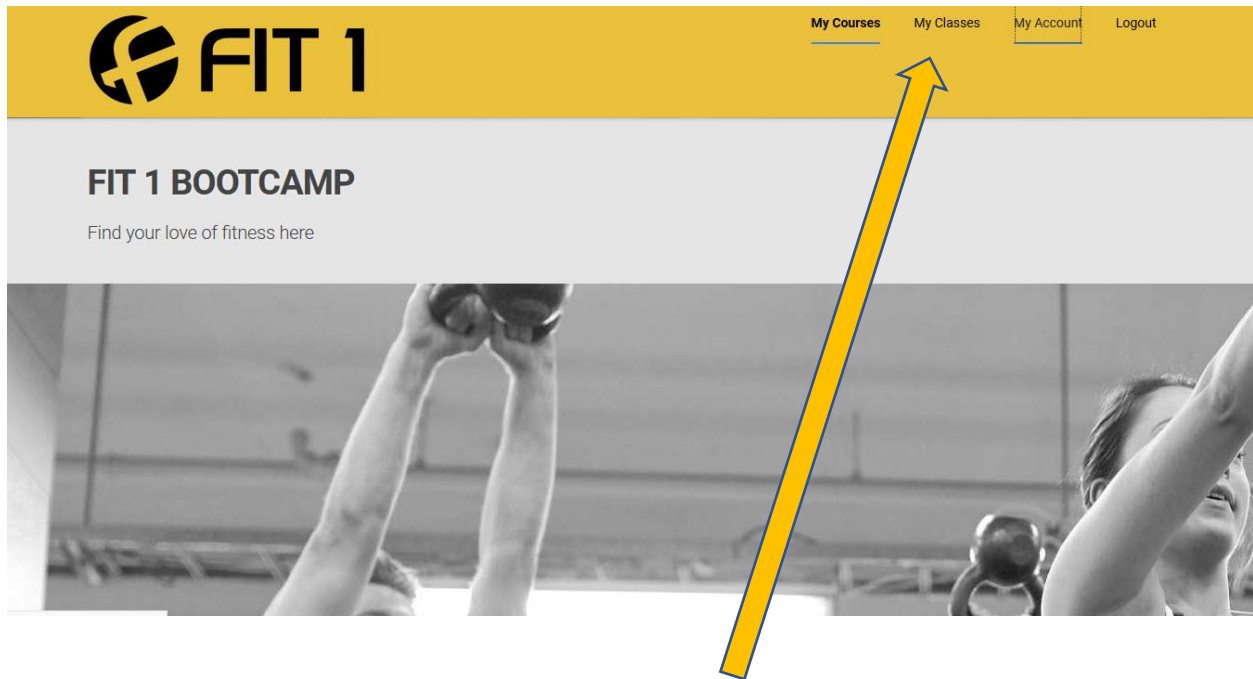 FIT 1
My Courses My Classes My Account Logout
FIT 1 BOOTCAMP
Find your love of fitness here